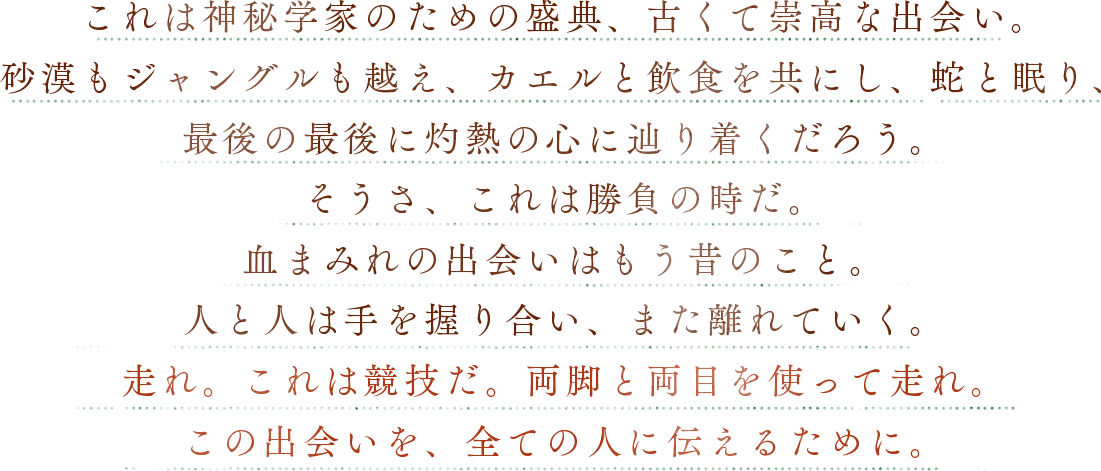 これは神秘学家のための盛典、古くて崇高な出会い。
砂漠もジャングルも越え、カエルと飲食を共にし、蛇と眠り、
最後の最後に灼熱の心に辿り着くだろう。
そうさ、これは勝負の時だ。
血まみれの出会いはもう昔のこと。
人と人は手を握り合い、また離れていく。
走れ。これは競技だ。両脚と両目を使って走れ。
この出会いを、全ての人に伝えるために。